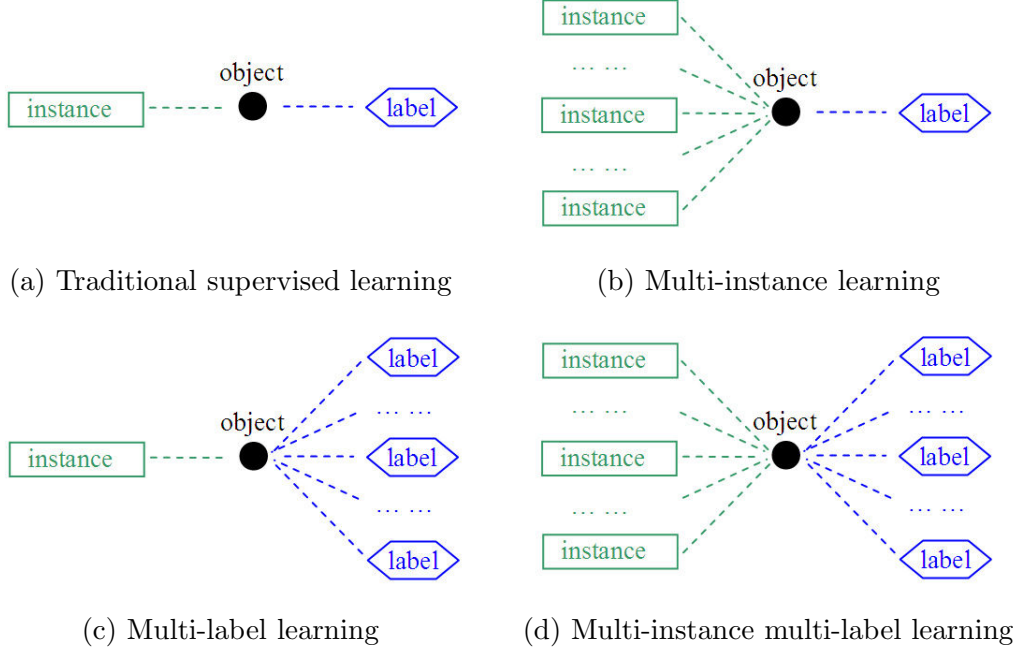 object
instance
label
(a) Traditional supervised learning
instance
... ...
object
instance
label
... ...
instance
(b) Multi-instance learning
label
... ...
object
instance
label
... ...
label
(c) Multi-label learning
instance
label
... ...
... ...
object
instance
label
... ...
... ...
instance
label
(d) Multi-instance multi-label learning